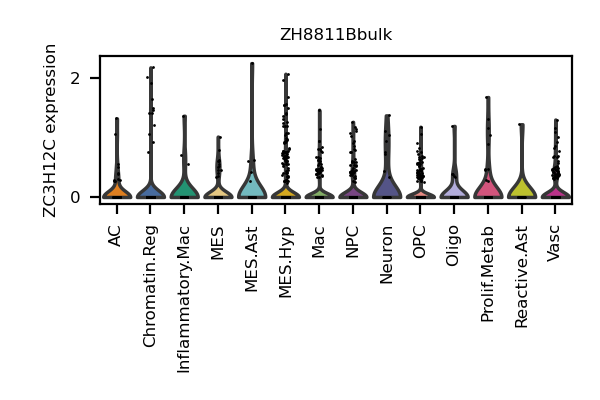 ZH8811Bbulk
ZC3H12C expression
2
0
AC
Chromatin.Reg
Inflammatory.Mac
MES
MES.Ast
MES.Hyp
Mac
NPC
Neuron
OPC
Oligo
Prolif.Metab
Reactive.Ast
Vasc